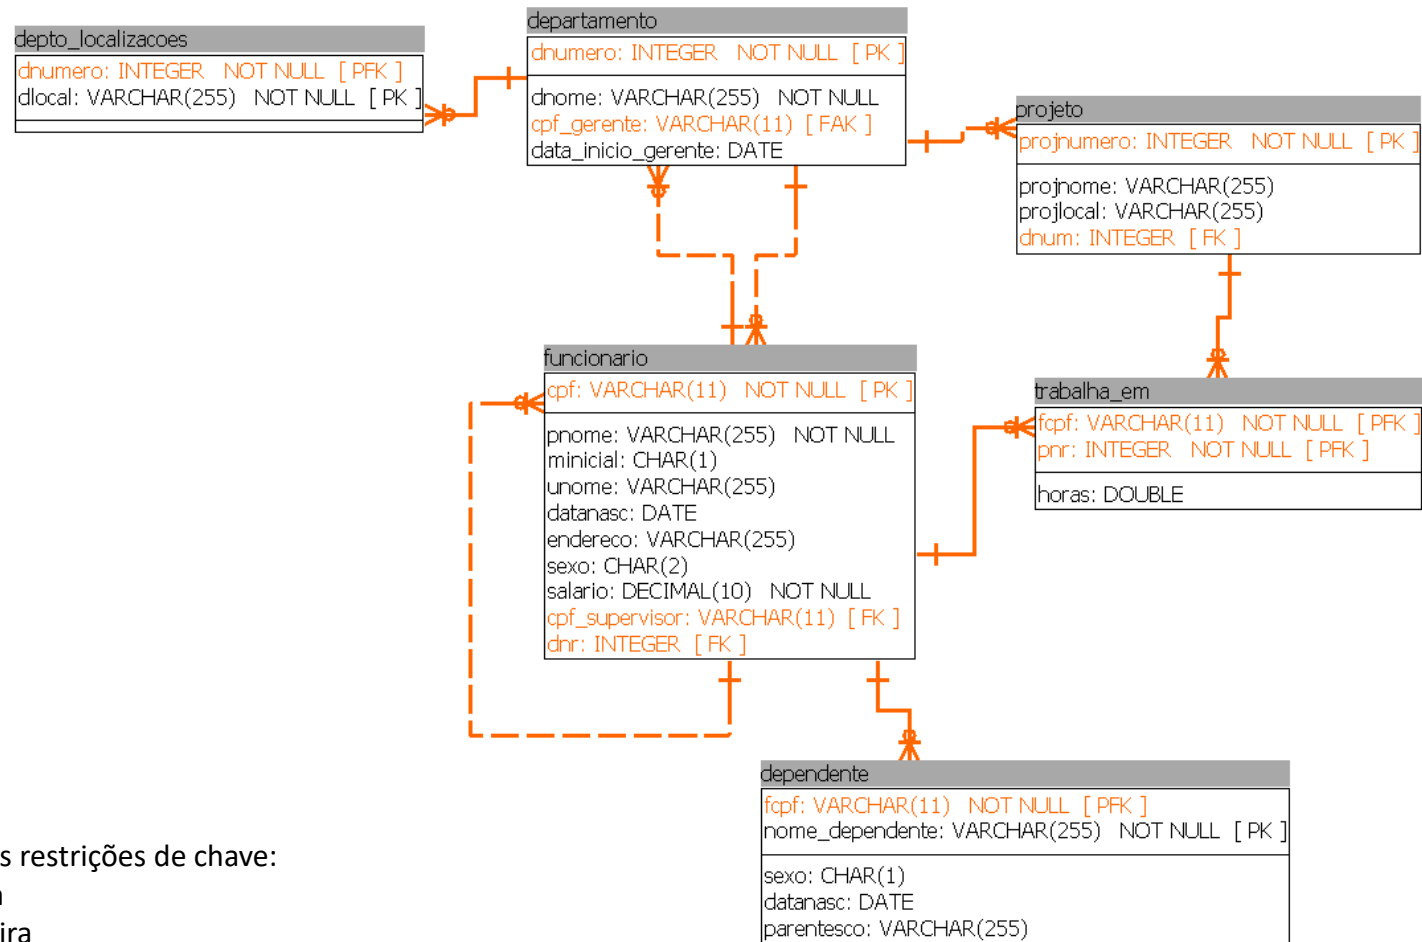 depto_localizacoes
dnumero: INTEGER NOT NULL [ PFK ]
dlocal: VARCHAR(255) NOT NULL [ PK ]
departamento
dnumero: INTEGER NOT NULL [ PK ]
dnome: VARCHAR(255) NOT NULL
cpf_gerente: VARCHAR(11) [ FAK ]
data_inicio_gerente: DATE
projeto
projnumero: INTEGER NOT NULL [ PK ]
projnome: VARCHAR(255)
projlocal: VARCHAR(255)
dnum: INTEGER [ FK ]
funcionario
cpf: VARCHAR(11) NOT NULL [ PK ]
pnome: VARCHAR(255) NOT NULL
minicial: CHAR(1)
unome: VARCHAR(255)
datanasc: DATE
endereco: VARCHAR(255)
sexo: CHAR(2)
salario: DECIMAL(10) NOT NULL
cpf_supervisor: VARCHAR(11) [ FK ]
dnr: INTEGER [ FK ]
trabalha_em
fcpf: VARCHAR(11) NOT NULL [ PFK ]
pnr: INTEGER NOT NULL [ PFK ]
horas: DOUBLE
dependente
fcpf: VARCHAR(11) NOT NULL [ PFK ]
nome_dependente: VARCHAR(255) NOT NULL [ PK ]
sexo: CHAR(1)
datanasc: DATE
parentesco: VARCHAR(255)
s restrições de chave:
ira